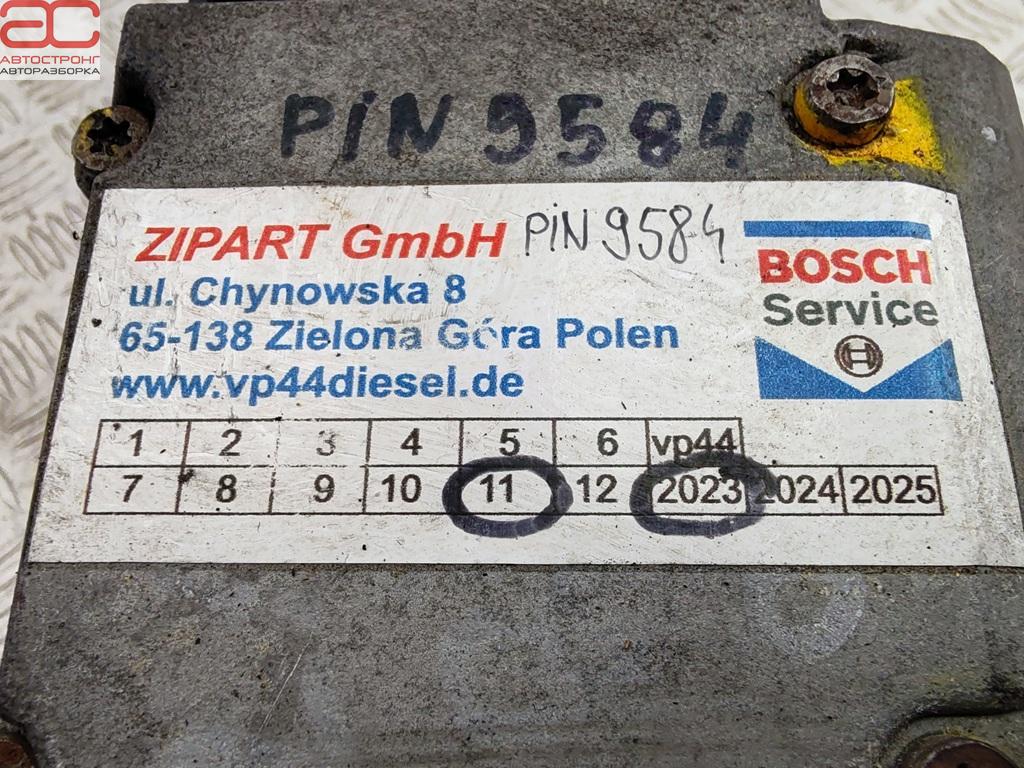 АВТОСТРОНГ
АВТОРАЗБОРКА
PIN 9584
ZIPART GmbH PIN 9584
ul. Chynowska 8
65-138 Zielona Góra Polen
www.vp44diesel.de
BOSCH
Service
1 2 3 4 5 6 vp44
7 8 9 10 11 12 2023 2024 2025